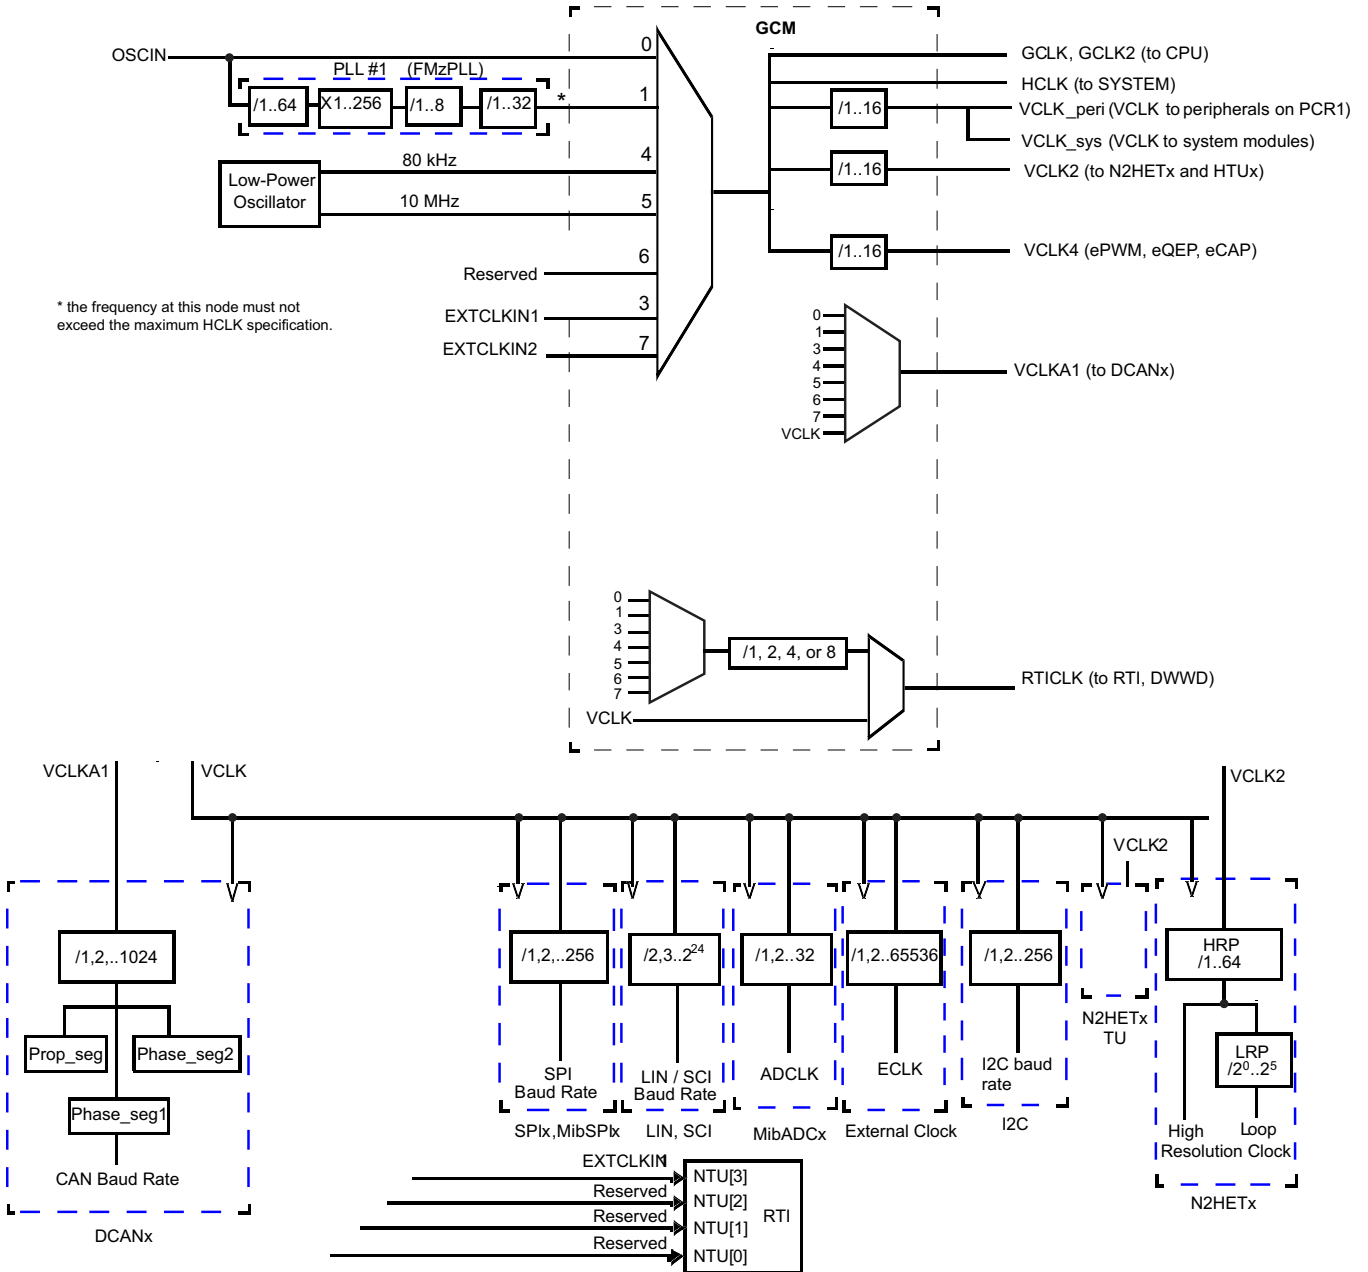 GCM
OSCIN
0
GCLK, GCLK2 (to CPU)
PLL #1 (FMzPLL)
HCLK (to SYSTEM)
/1..64
X1..256
/1..8
/1..32
*
1
/1..16
VCLK_peri (VCLK to peripherals on PCR1)
VCLK_sys (VCLK to system modules)
80 kHz
4
/1..16
VCLK2 (to N2HETx and HTUx)
Low-Power
Oscillator
10 MHz
5
/1..16
VCLK4 (ePWM, eQEP, eCAP)
Reserved
6
* the frequency at this node must not
exceed the maximum HCLK specification.
EXTCLKIN1
3
EXTCLKIN2
7
0
1
3
4
5
6
7
VCLK
VCLKA1 (to DCANx)
0
1
3
4
5
6
7
/1, 2, 4, or 8
VCLK
RTICLK (to RTI, DWWD)
VCLKA1
VCLK
VCLK2
VCLK2
/1,2,..1024
Prop_seg
Phase_seg2
Phase_seg1
CAN Baud Rate
DCANx
/1,2,..256
SPI
Baud Rate
SPIx,MibSPIx
/2,3..2²⁴
LIN / SCI
Baud Rate
LIN, SCI
/1,2..32
ADCLK
MibADCx
/1,2..65536
ECLK
External Clock
/1,2..256
I2C baud
rate
I2C
N2HETx
TU
HRP
/1..64
LRP
/2⁰..2⁵
High
Loop
Resolution Clock
N2HETx
EXTCLKIN1
NTU[3]
Reserved
NTU[2]
Reserved
NTU[1]
RTI
Reserved
NTU[0]